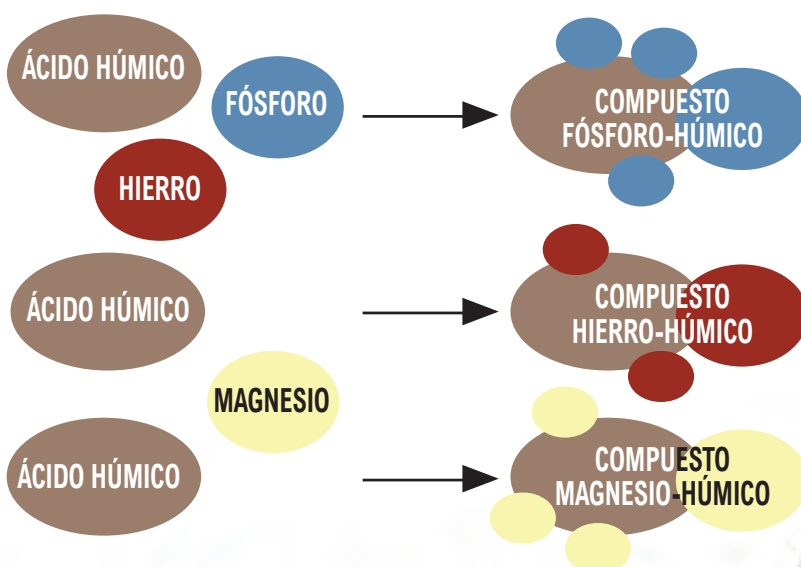 ÁCIDO HÚMICO
FÓSFORO
HIERRO
COMPUESTO
FÓSFORO-HÚMICO
ÁCIDO HÚMICO
COMPUESTO
HIERRO-HÚMICO
MAGNESIO
ÁCIDO HÚMICO
COMPUESTO
MAGNESIO-HÚMICO